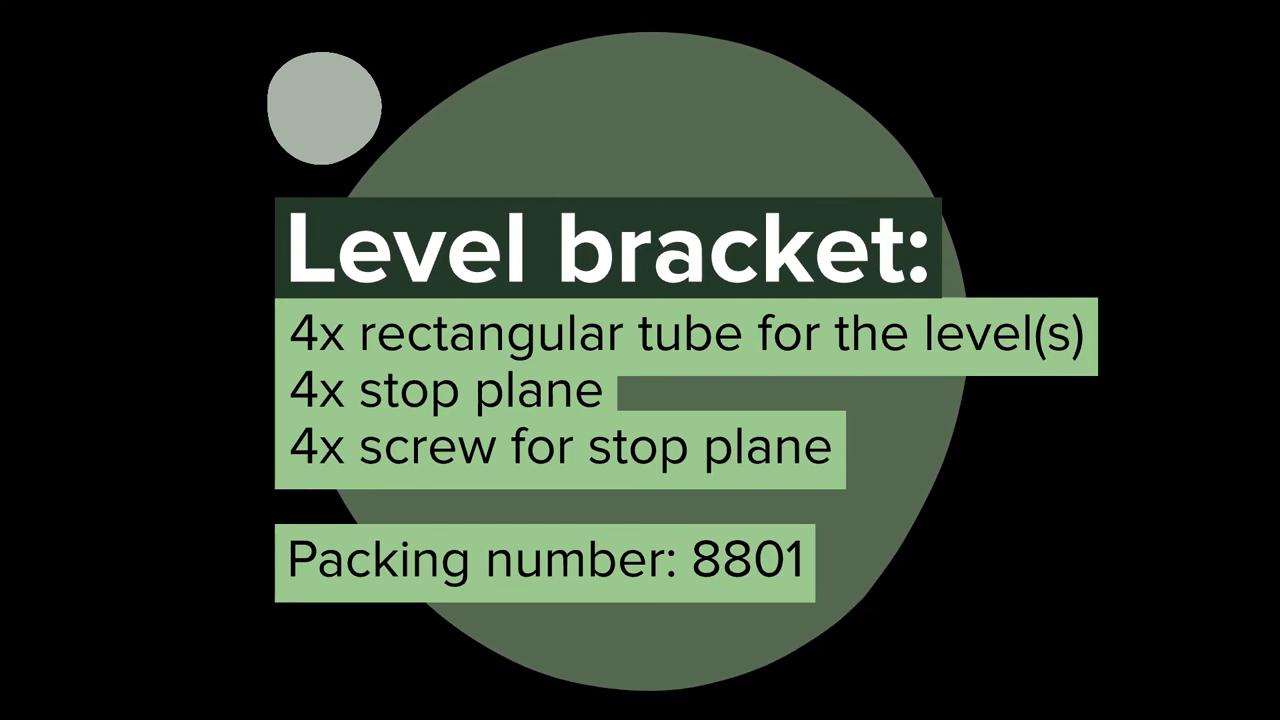 Level bracket:
4x rectangular tube for the level(s)
4x stop plane
4x screw for stop plane
Packing number: 8801